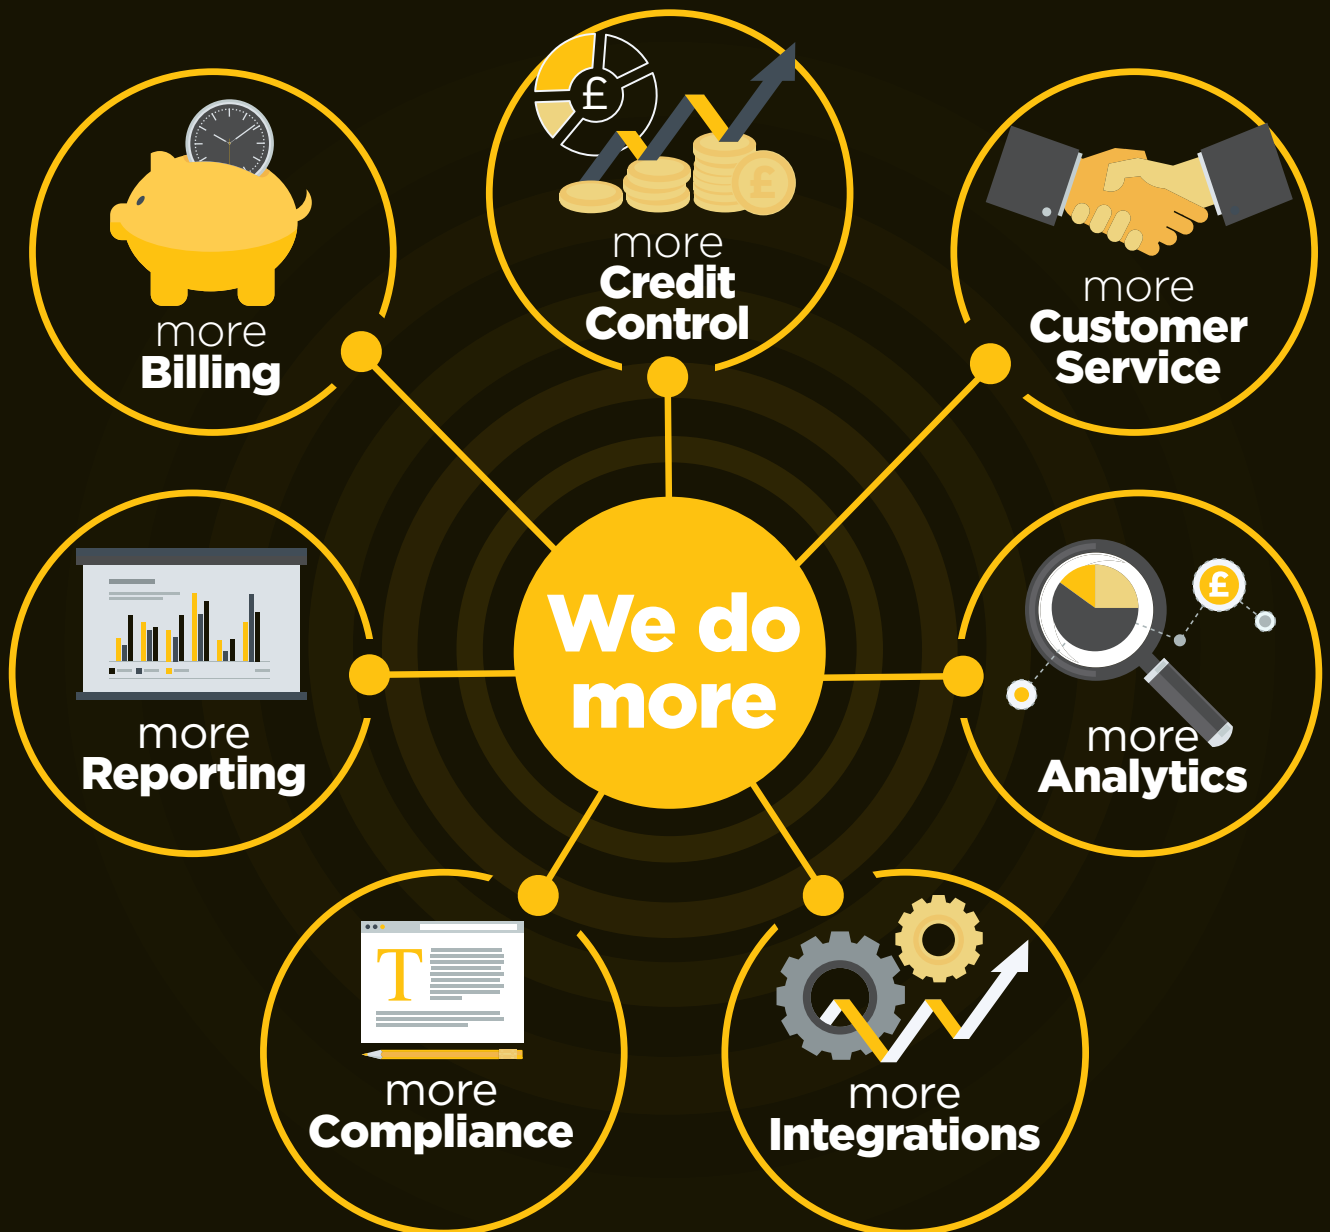 £
£
more
Credit
Control
more
Billing
more
Customer
Service
We do
more
more
Reporting
£
more
Analytics
T
more
Compliance
more
Integrations